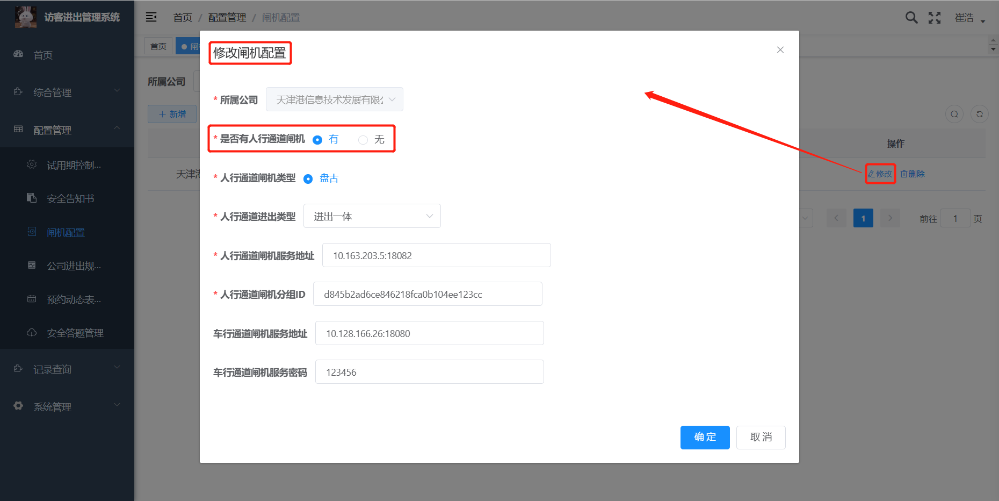 访客进出管理系统
首页 / 配置管理 / 闸机配置
崔浩
首页
综合管理
配置管理
试用期控制...
安全告知书
闸机配置
公司进出规...
预约动态表...
安全答题管理
记录查询
系统管理
首页
闸
所属公司
新增
操作
天津
修改 删除
1
前往 1 页
修改闸机配置
* 所属公司 天津港信息技术发展有限
* 是否有人行通道闸机 有 无
* 人行通道闸机类型 盘古
* 人行通道进出类型 进出一体
* 人行通道闸机服务地址 10.163.203.5:18082
* 人行通道闸机分组ID d845b2ad6ce846218fca0b104ee123cc
车行通道闸机服务地址 10.128.166.26:18080
车行通道闸机服务密码 123456
确定 取消